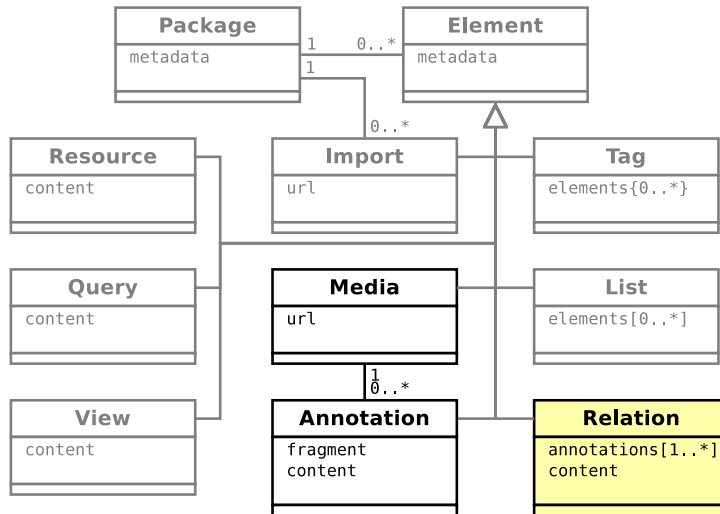 Package
metadata
Element
metadata
1
0..*
1
0..*
Resource
content
Import
url
Tag
elements{0..*}
Query
content
Media
url
List
elements[0..*]
1
0..*
View
content
Annotation
fragment
content
Relation
annotations[1..*]
content